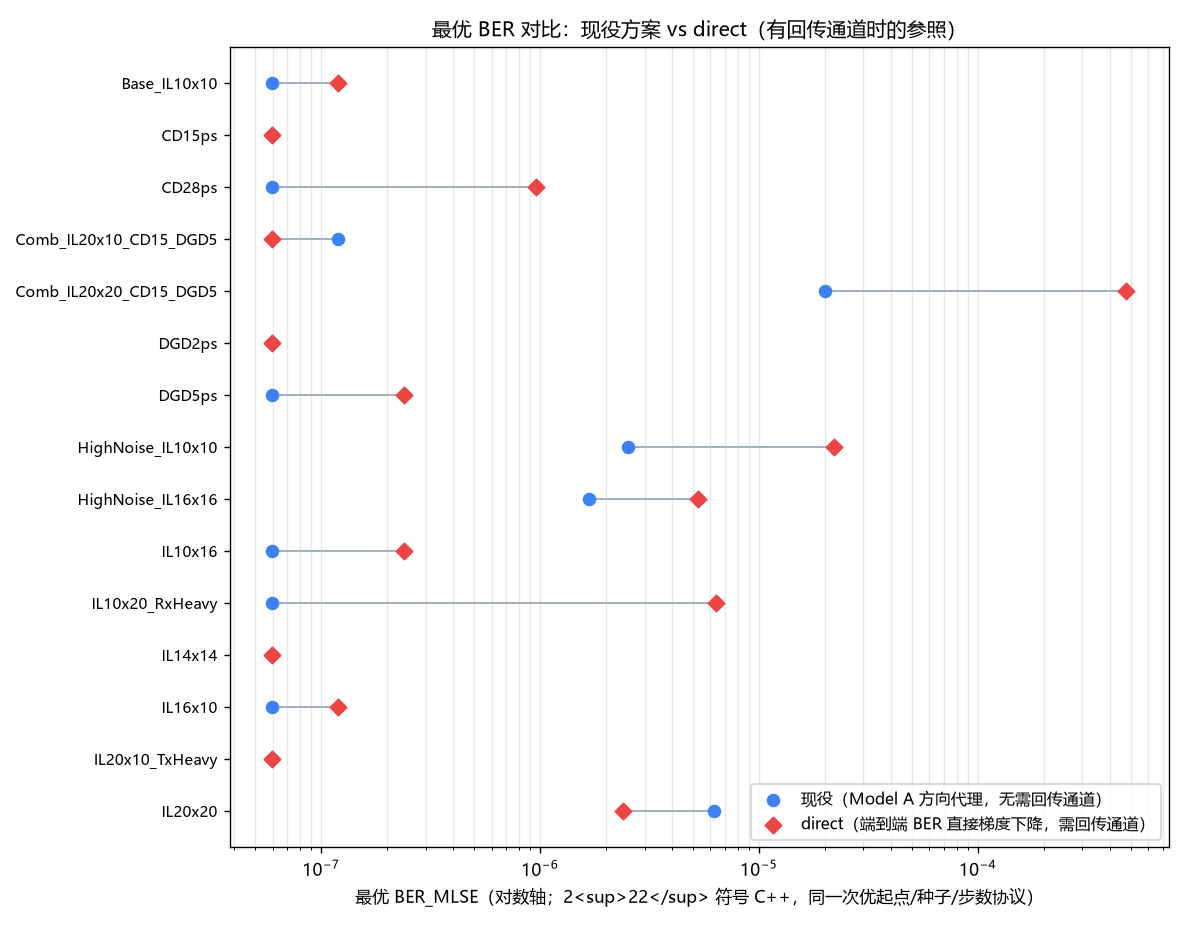 最优 BER 对比：现役方案 vs direct（有回传通道时的参照）
Base_IL10x10
CD15ps
CD28ps
Comb_IL20x10_CD15_DGD5
Comb_IL20x20_CD15_DGD5
DGD2ps
DGD5ps
HighNoise_IL10x10
HighNoise_IL16x16
IL10x16
IL10x20_RxHeavy
IL14x14
IL16x10
IL20x10_TxHeavy
IL20x20
现役（Model A 方向代理，无需回传通道）
direct（端到端 BER 直接梯度下降，需回传通道）
10⁻⁷ 10⁻⁶ 10⁻⁵ 10⁻⁴
最优 BER_MLSE（对数轴；2<sup>22</sup> 符号 C++，同一次优起点/种子/步数协议）